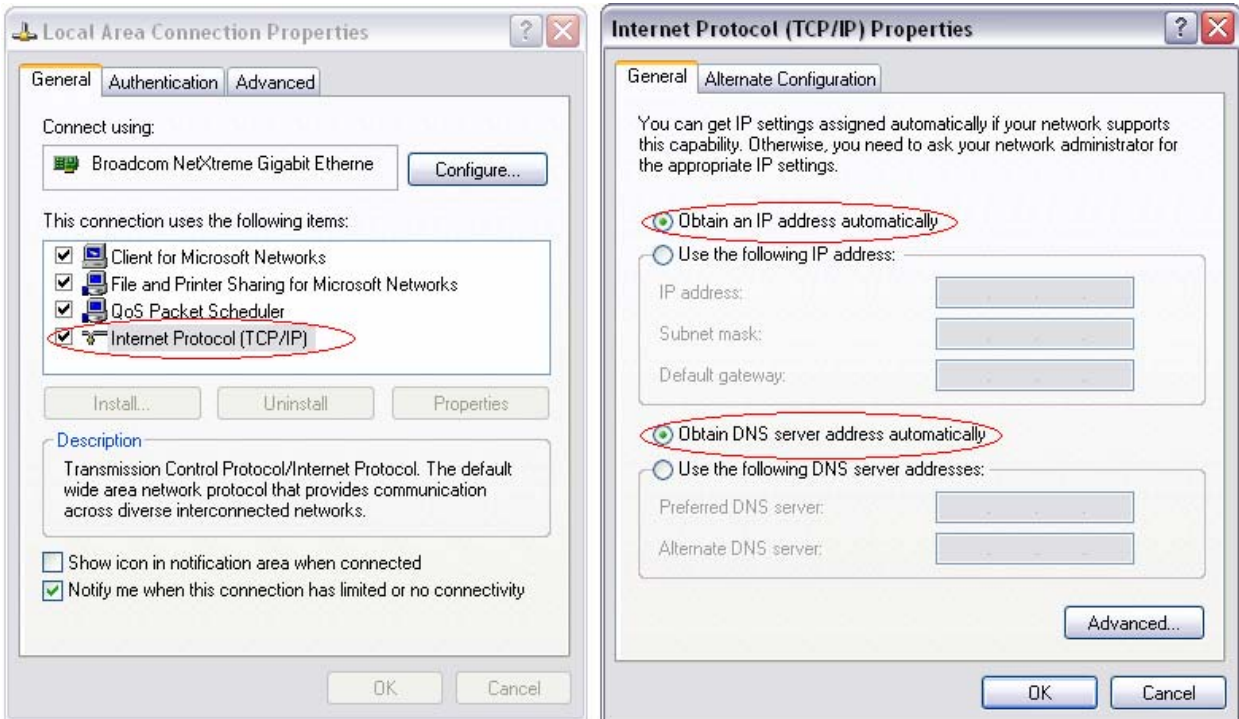 Local Area Connection Properties
General
Authentication
Advanced
Connect using:
Broadcom NetXtreme Gigabit Etherne
Configure...
This connection uses the following items:
Client for Microsoft Networks
File and Printer Sharing for Microsoft Networks
QoS Packet Scheduler
Internet Protocol (TCP/IP)
Install...
Uninstall
Properties
Description
Transmission Control Protocol/Internet Protocol. The default
wide area network protocol that provides communication
across diverse interconnected networks.
Show icon in notification area when connected
Notify me when this connection has limited or no connectivity
OK
Cancel
Internet Protocol (TCP/IP) Properties
General
Alternate Configuration
You can get IP settings assigned automatically if your network supports
this capability. Otherwise, you need to ask your network administrator for
the appropriate IP settings.
Obtain an IP address automatically
Use the following IP address:
IP address:
Subnet mask:
Default gateway:
Obtain DNS server address automatically
Use the following DNS server addresses:
Preferred DNS server:
Alternate DNS server:
Advanced...
OK
Cancel